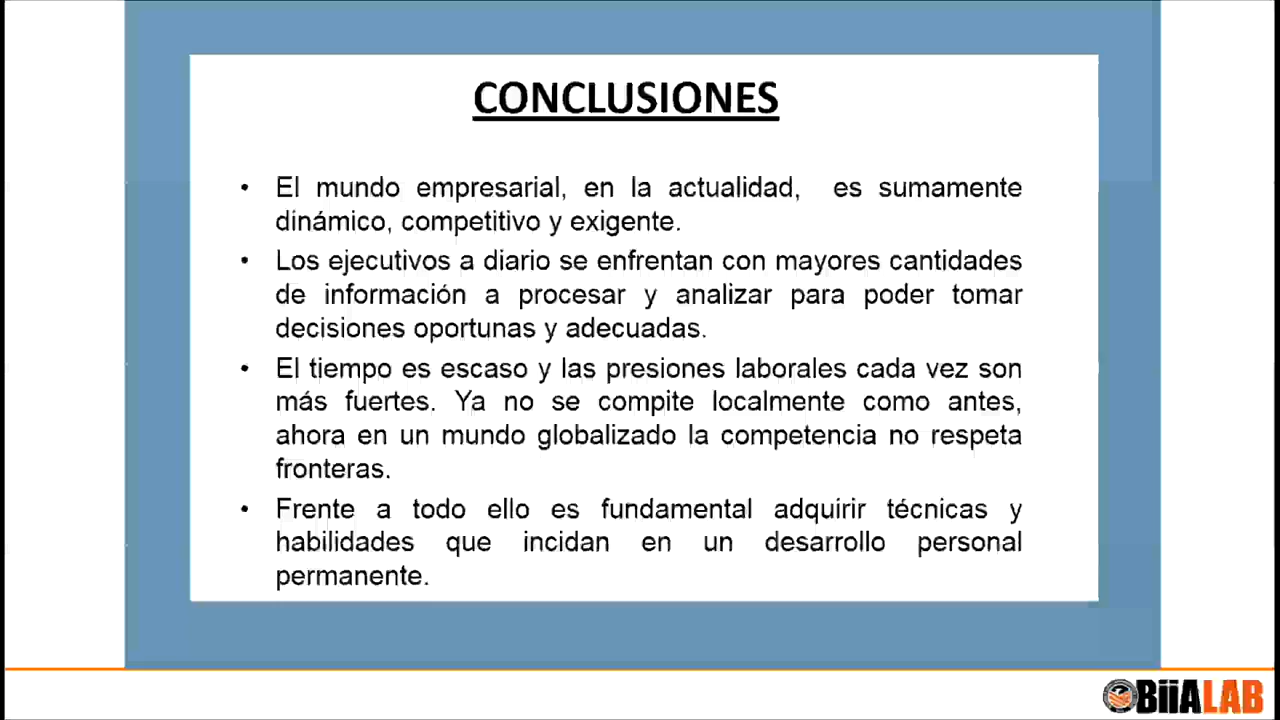 CONCLUSIONES
• El mundo empresarial, en la actualidad, es sumamente
dinámico, competitivo y exigente.
• Los ejecutivos a diario se enfrentan con mayores cantidades
de información a procesar y analizar para poder tomar
decisiones oportunas y adecuadas.
• El tiempo es escaso y las presiones laborales cada vez son
más fuertes. Ya no se compite localmente como antes,
ahora en un mundo globalizado la competencia no respeta
fronteras.
• Frente a todo ello es fundamental adquirir técnicas y
habilidades que incidan en un desarrollo personal
permanente.
BiiALAB